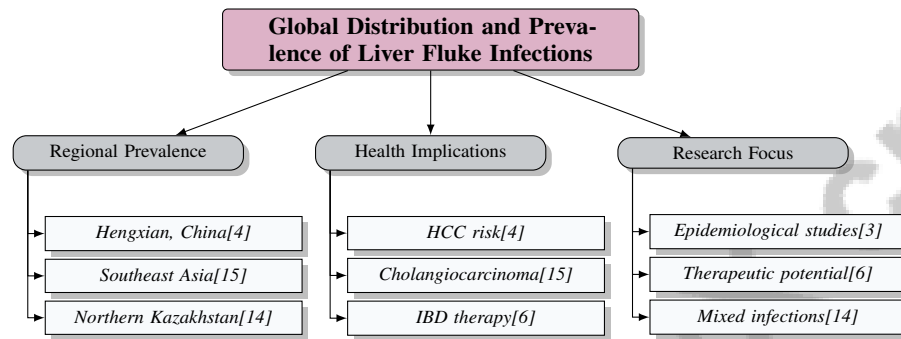 Global Distribution and Preva-
lence of Liver Fluke Infections
Regional Prevalence
Health Implications
Research Focus
Hengxian, China[4]
HCC risk[4]
Epidemiological studies[3]
Southeast Asia[15]
Cholangiocarcinoma[15]
Therapeutic potential[6]
Northern Kazakhstan[14]
IBD therapy[6]
Mixed infections[14]